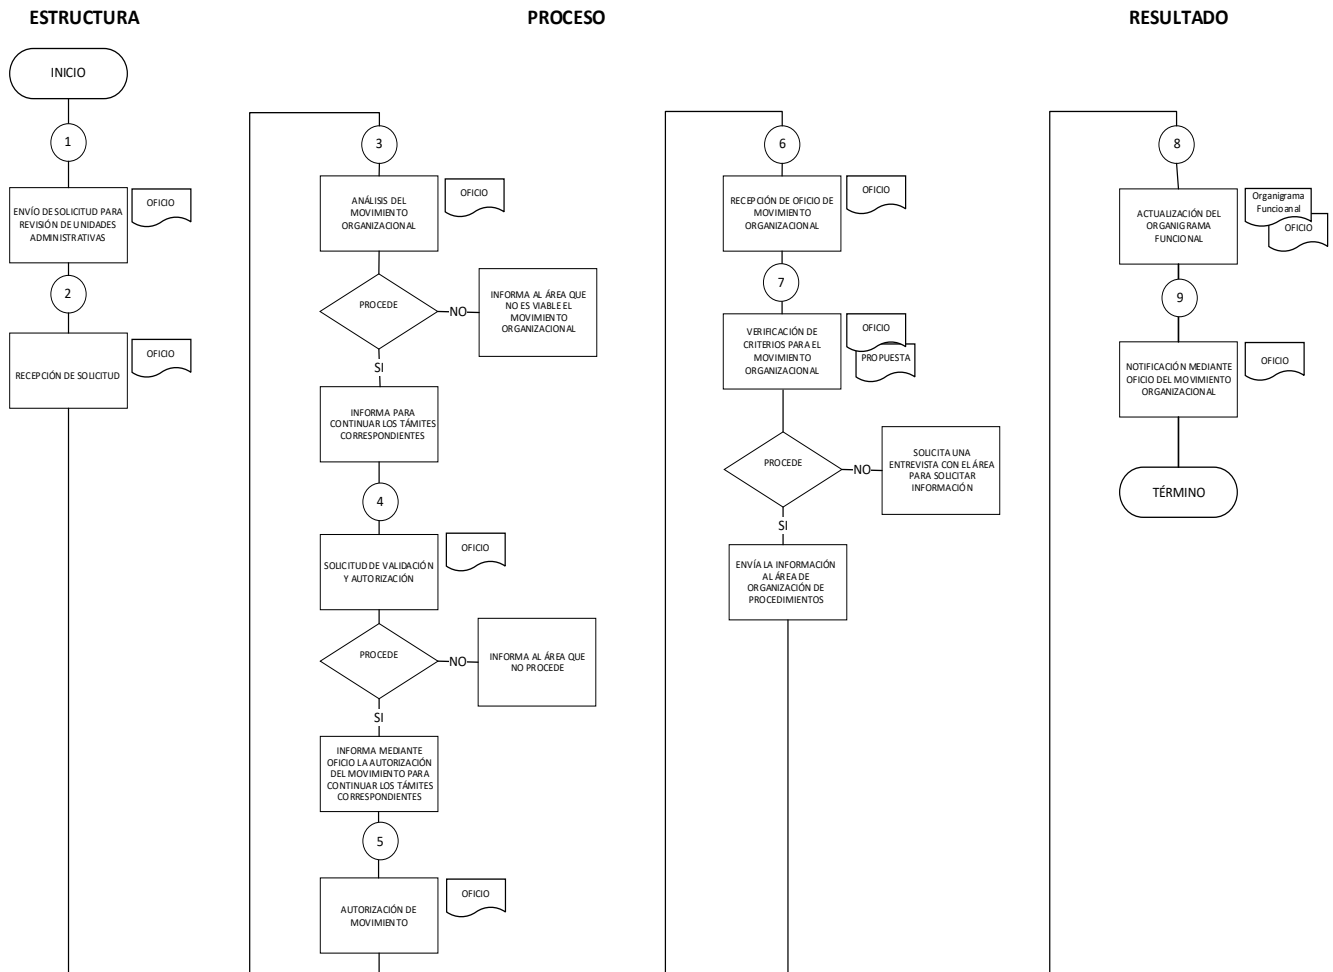 ESTRUCTURA
PROCESO
RESULTADO
INICIO
1
ENVÍO DE SOLICITUD PARA
REVISIÓN DE UNIDADES
ADMINISTRATIVAS
OFICIO
2
RECEPCIÓN DE SOLICITUD
OFICIO
3
ANÁLISIS DEL
MOVIMIENTO
ORGANIZACIONAL
OFICIO
PROCEDE
NO
INFORMA AL ÁREA QUE
NO ES VIABLE EL
MOVIMIENTO
ORGANIZACIONAL
SI
INFORMA PARA
CONTINUAR LOS TÁMITES
CORRESPONDIENTES
4
SOLICITUD DE VALIDACIÓN
Y AUTORIZACIÓN
OFICIO
PROCEDE
NO
INFORMA AL ÁREA QUE
NO PROCEDE
SI
INFORMA MEDIANTE
OFICIO LA AUTORIZACIÓN
DEL MOVIMIENTO PARA
CONTINUAR LOS TÁMITES
CORRESPONDIENTES
5
AUTORIZACIÓN DE
MOVIMIENTO
OFICIO
6
RECEPCIÓN DE OFICIO DE
MOVIMIENTO
ORGANIZACIONAL
OFICIO
7
VERIFICACIÓN DE
CRITERIOS PARA EL
MOVIMIENTO
ORGANIZACIONAL
OFICIO
PROPUESTA
PROCEDE
NO
SOLICITA UNA
ENTREVISTA CON EL ÁREA
PARA SOLICITAR
INFORMACIÓN
SI
ENVÍA LA INFORMACIÓN
AL ÁREA DE
ORGANIZACIÓN DE
PROCEDIMIENTOS
8
ACTUALIZACIÓN DEL
ORGANIGRAMA
FUNCIONAL
Organigrama
Funcioanal
OFICIO
9
NOTIFICACIÓN MEDIANTE
OFICIO DEL MOVIMIENTO
ORGANIZACIONAL
OFICIO
TÉRMINO